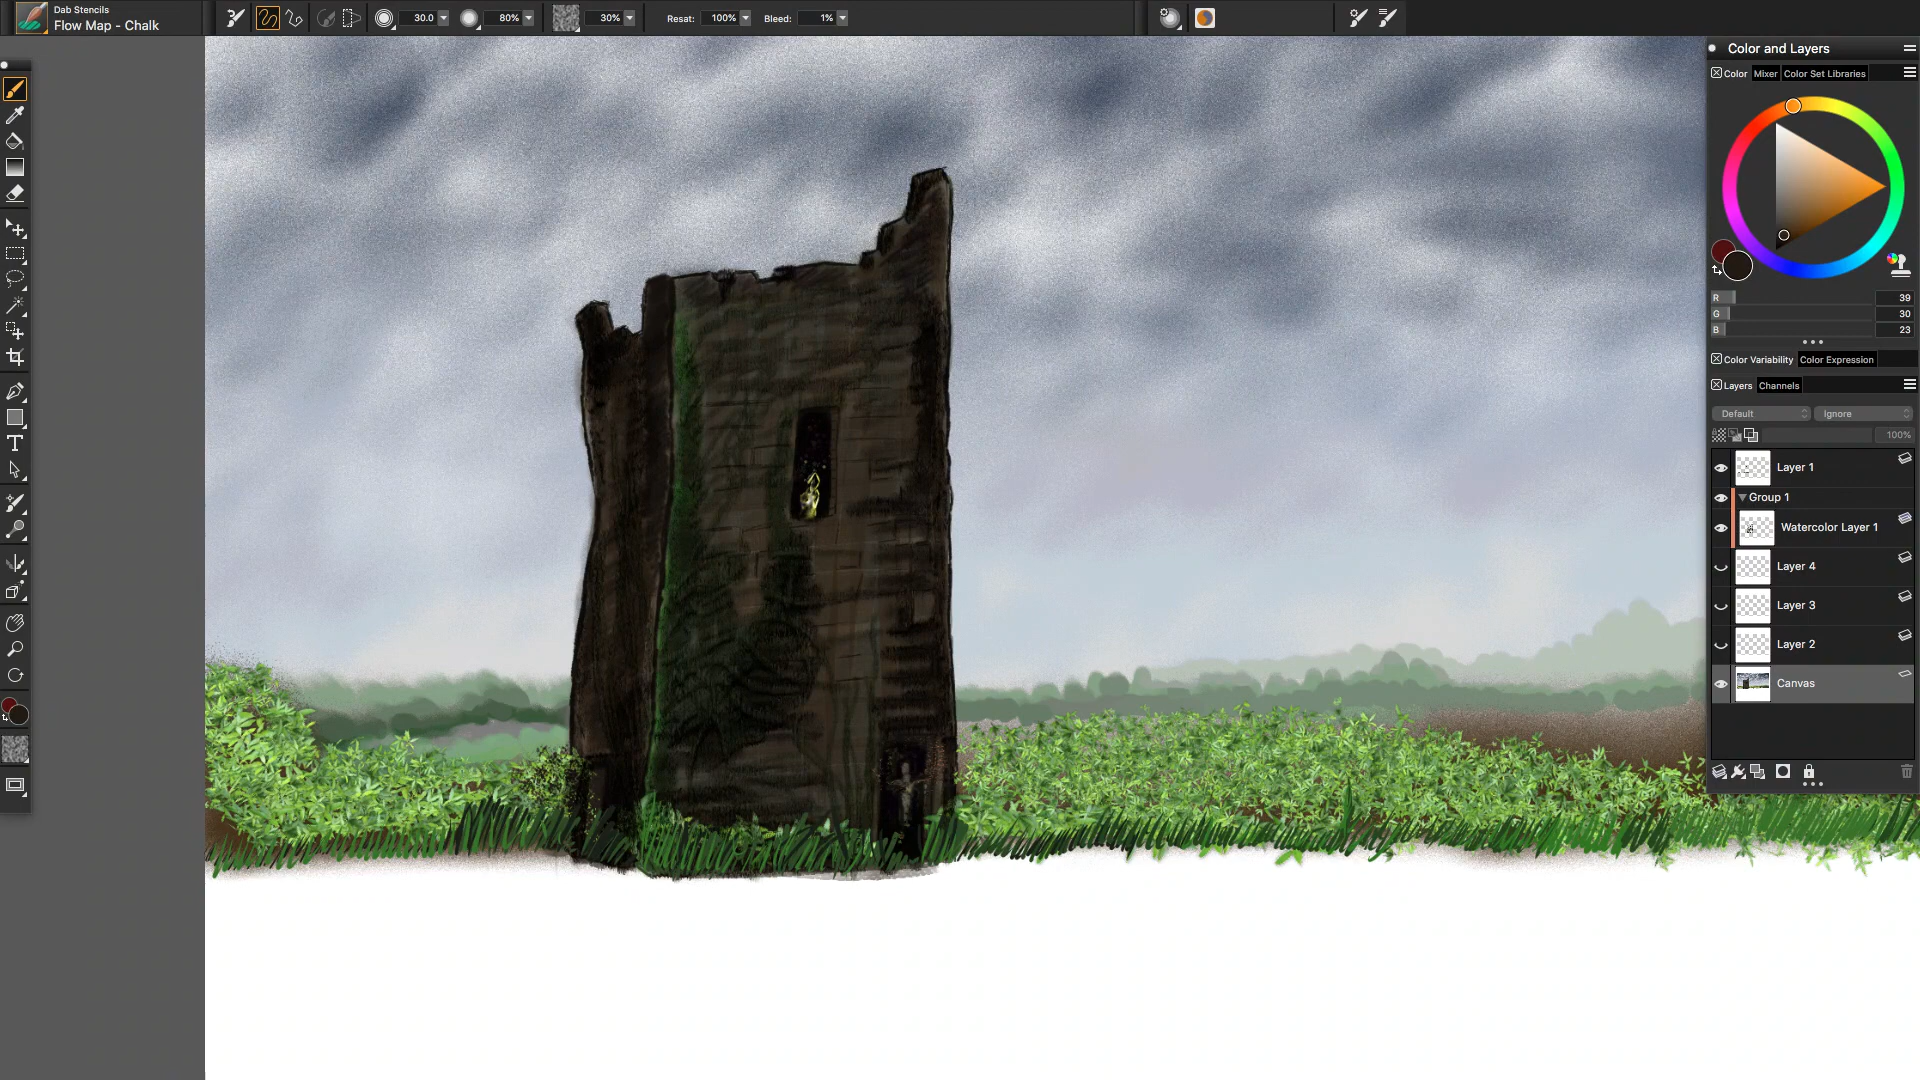 Dab Stencils
Flow Map - Chalk
30.0
80%
30%
Resat: 100%
Bleed: 1%
Color and Layers
Color
Mixer
Color Set Libraries
R 39
G 30
B 23
Color Variability
Color Expression
Layers
Channels
Default
Ignore
100%
Layer 1
Group 1
Watercolor Layer 1
Layer 4
Layer 3
Layer 2
Canvas
T